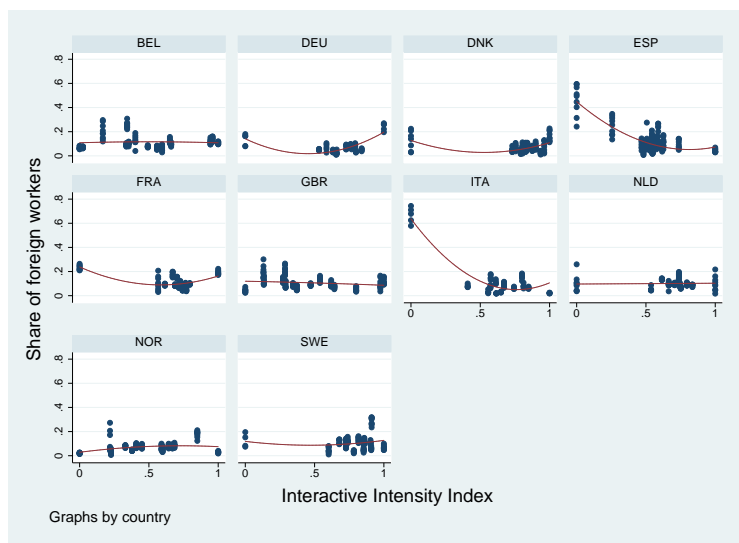 BEL DEU DNK ESP
.8
.6
.4
.2
0
FRA GBR ITA NLD
.8
.6
.4
.2
0
0 .5 1 0 .5 1
NOR SWE
.8
.6
.4
.2
0
0 .5 1 0 .5 1
Share of foreign workers
Interactive Intensity Index
Graphs by country